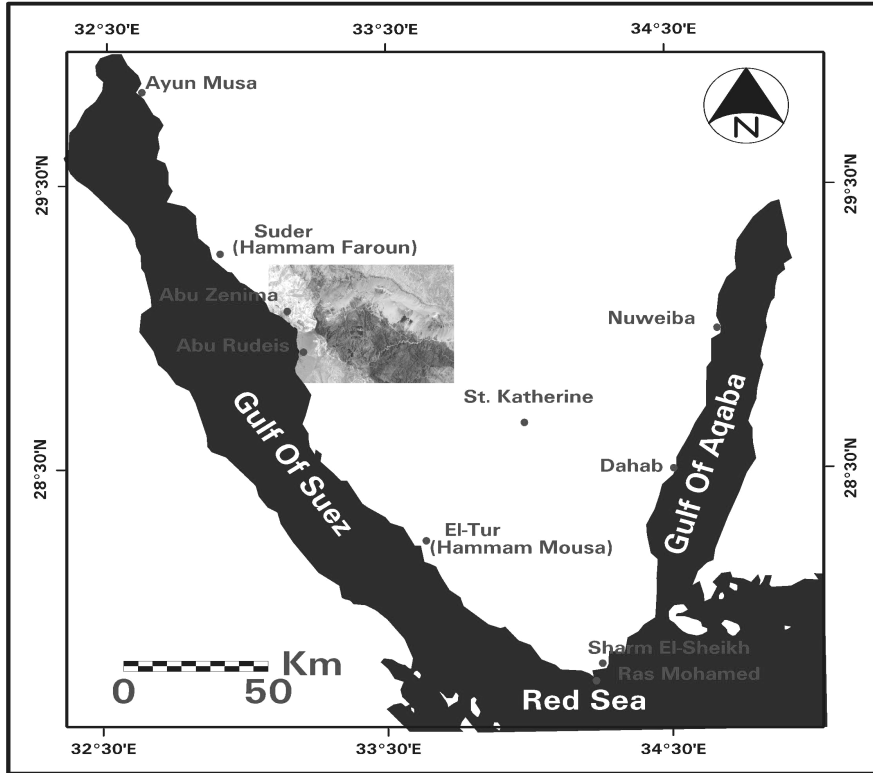 32°30'E
33°30'E
34°30'E
Ayun Musa
N
29°30'N
29°30'N
Suder
(Hammam Faroun)
Abu Zenima
Nuweiba
Abu Rudeis
St. Katherine
Gulf Of Suez
Gulf Of Aqaba
Dahab
28°30'N
28°30'N
El-Tur
(Hammam Mousa)
Sharm El-Sheikh
Km
Ras Mohamed
0 50
Red Sea
32°30'E
33°30'E
34°30'E